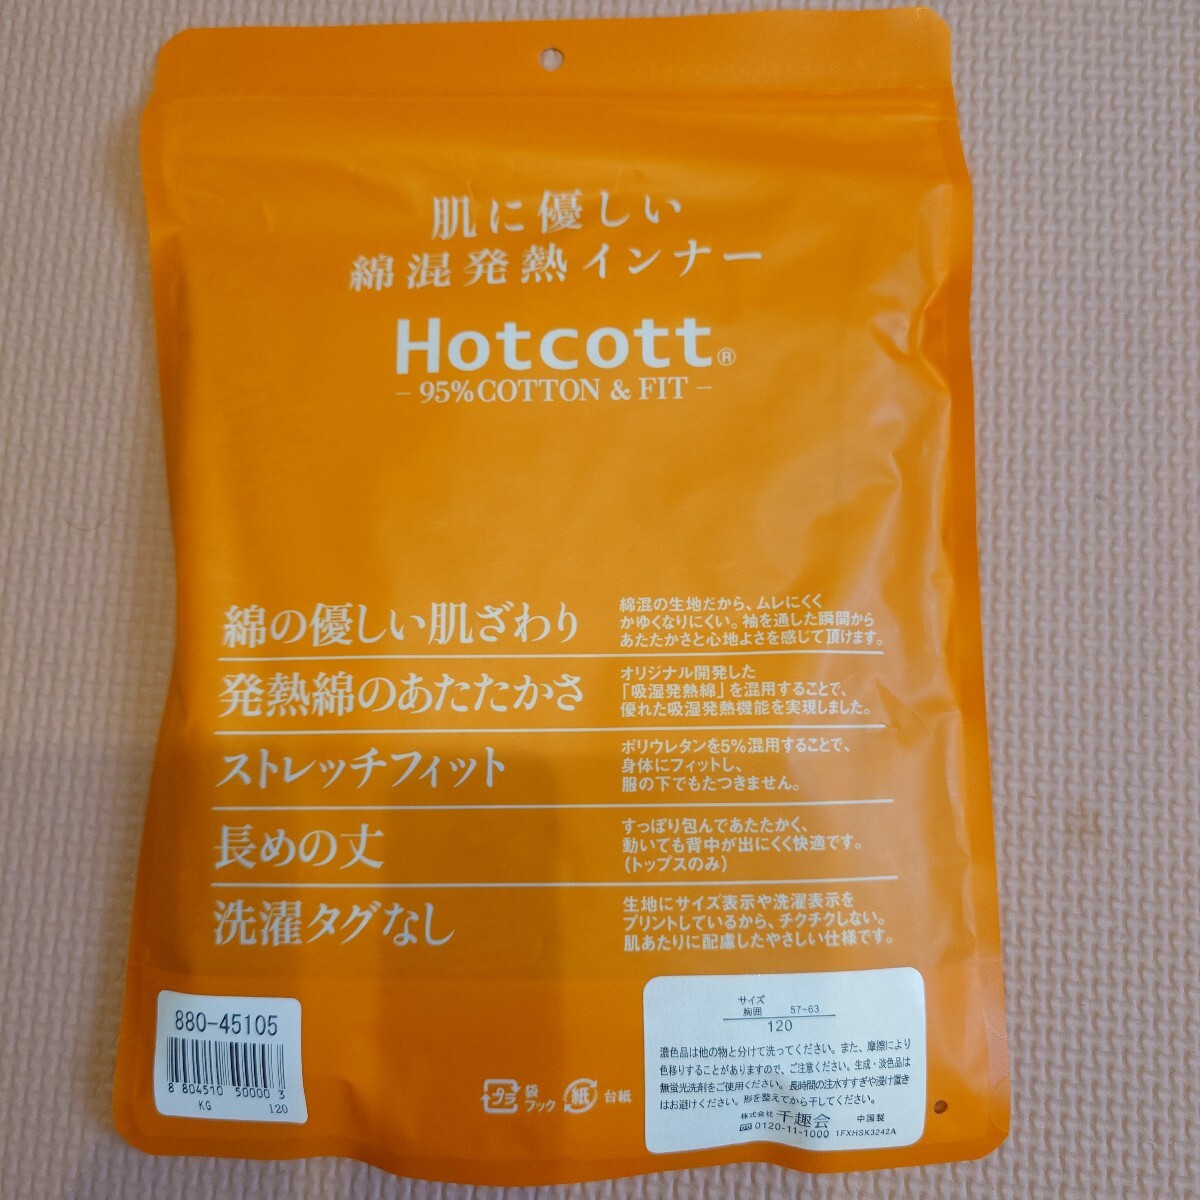 肌に優しい
綿混発熱インナー
Hotcott®
– 95%COTTON & FIT –
綿の優しい肌ざわり
綿混の生地だから、ムレにくく
かゆくなりにくい。袖を通した瞬間から
あたたかさと心地よさを感じて頂けます。
発熱綿のあたたかさ
オリジナル開発した
「吸湿発熱綿」を混用することで、
優れた吸湿発熱機能を実現しました。
ストレッチフィット
ポリウレタンを5%混用することで、
身体にフィットし、
服の下でもたつきません。
長めの丈
すっぽり包んであたたかく、
動いても背中が出にくく快適です。
(トップスのみ)
洗濯タグなし
生地にサイズ表示や洗濯表示を
プリントしているから、チクチクしない。
肌あたりに配慮したやさしい仕様です。
880-45105
8 804510 500003
KG 120
プラ 袋 フック
紙 台紙
サイズ
胸囲 57~63
120
濃色品は他の物と分けて洗ってください。また、摩擦により
色移りすることがありますので、ご注意ください。生成・淡色品は
無蛍光洗剤をご使用ください。長時間の注水すすぎや浸け置き
はお避けください。形を整えてから干してください。
株式会社 千趣会 中国製
0120-11-1000 1FXHSK3242A